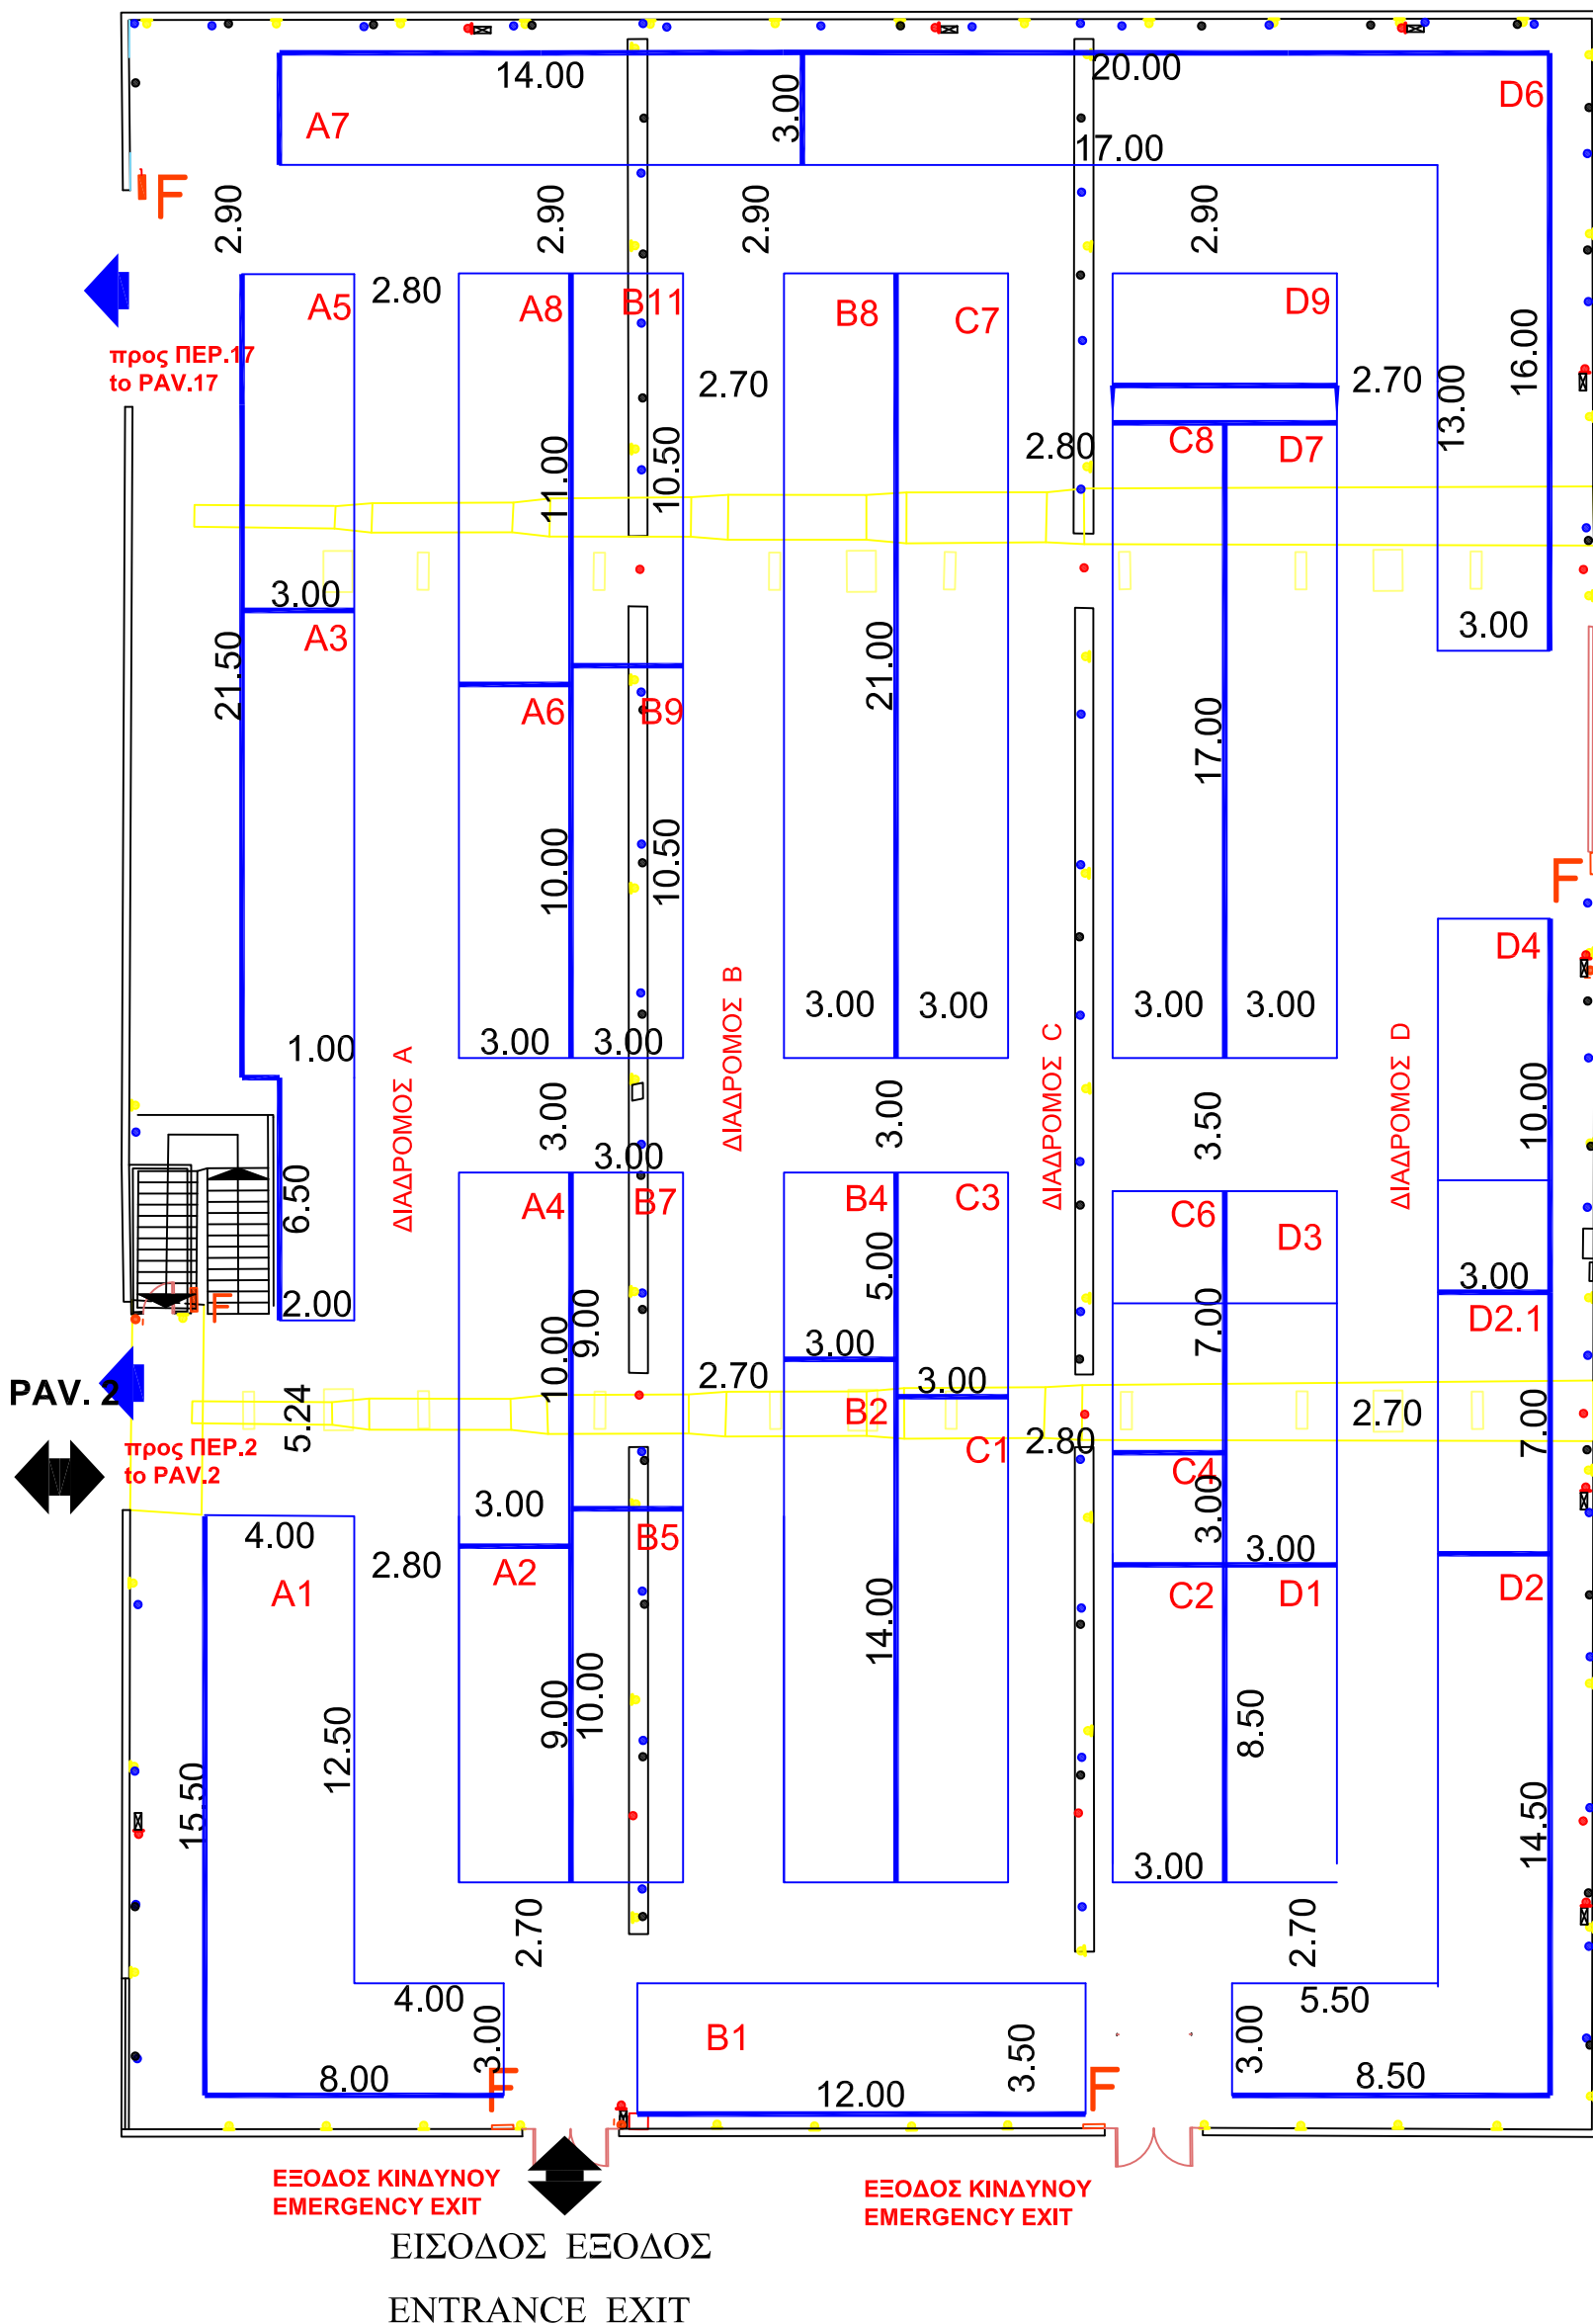 14.00
3.00
20.00
D6
A7
17.00
F
2.90
2.90
2.90
2.90
A5
2.80
A8
B11
B8
C7
D9
16.00
προς ΠΕΡ.17
to PAV.17
2.70
2.70
13.00
2.80
C8
D7
11.00
10.50
3.00
A3
3.00
21.50
21.00
A6
B9
17.00
10.00
10.50
F
D4
3.00
3.00
3.00
3.00
1.00
3.00
3.00
ΔΙΑΔΡΟΜΟΣ Α
ΔΙΑΔΡΟΜΟΣ Β
ΔΙΑΔΡΟΜΟΣ C
ΔΙΑΔΡΟΜΟΣ D
3.00
3.00
3.50
10.00
3.00
6.50
A4
B7
B4
C3
C6
D3
5.00
3.00
2.00
F
9.00
7.00
D2.1
3.00
10.00
2.70
3.00
PAV. 2
5.24
B2
2.70
7.00
προς ΠΕΡ.2
to PAV.2
C1
2.80
C4
3.00
3.00
4.00
2.80
B5
3.00
A1
A2
C2
D1
D2
14.00
12.50
9.00
10.00
8.50
15.50
14.50
3.00
2.70
2.70
4.00
3.00
5.50
B1
3.50
3.00
8.00
F
12.00
F
8.50
ΕΞΟΔΟΣ ΚΙΝΔΥΝΟΥ
EMERGENCY EXIT
ΕΞΟΔΟΣ ΚΙΝΔΥΝΟΥ
EMERGENCY EXIT
ΕΙΣΟΔΟΣ ΕΞΟΔΟΣ
ENTRANCE EXIT